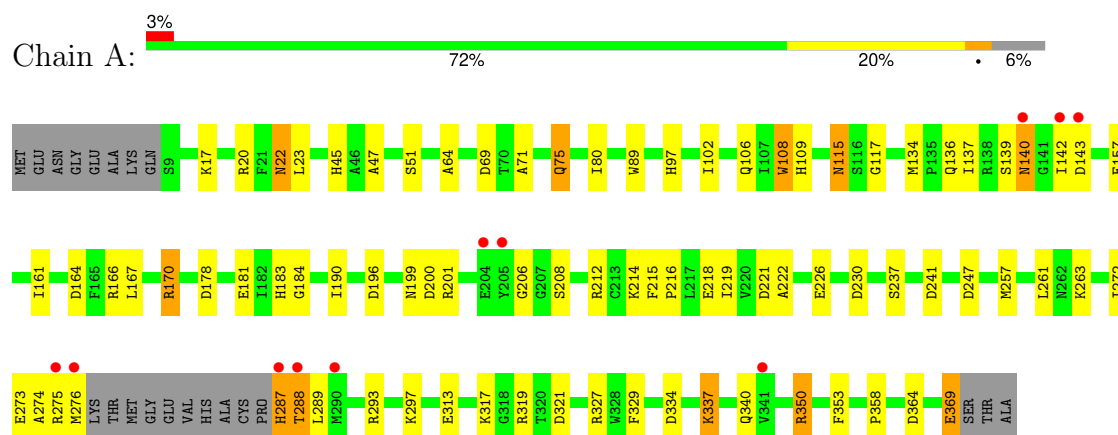 3%
Chain A:
72% 20% • 6%
MET GLU ASN GLY GLU ALA LYS GLN S9 K17 R20 F21 N22 L23 H45 A46 A47 S51 A64 D69 T70 A71 Q75 I80 W89 H97 I102 Q106 I107 W108 H109 N115 S116 G117 M134 P135 Q136 I137 R138 S139 N140 G141 I142 D143
I161 D164 F165 R166 L167 R170 D178 E181 I182 H183 G184 I190 D196 N199 D200 R201 E204 Y205 G206 G207 S208 R212 C213 K214 F215 P216 L217 E218 I219 V220 D221 A222 E226 D230 S237 D241 D247 M257 L261 N262 K263
E273 A274 R275 M276 LYS THR MET GLY GLU VAL HIS ALA CYS PRO H287 T288 L289 M290 R293 K297 E313 K317 G318 R319 T320 D321 R327 W328 F329 D334 K337 Q340 V341 R350 F353 P358 D364 E369 SER THR ALA